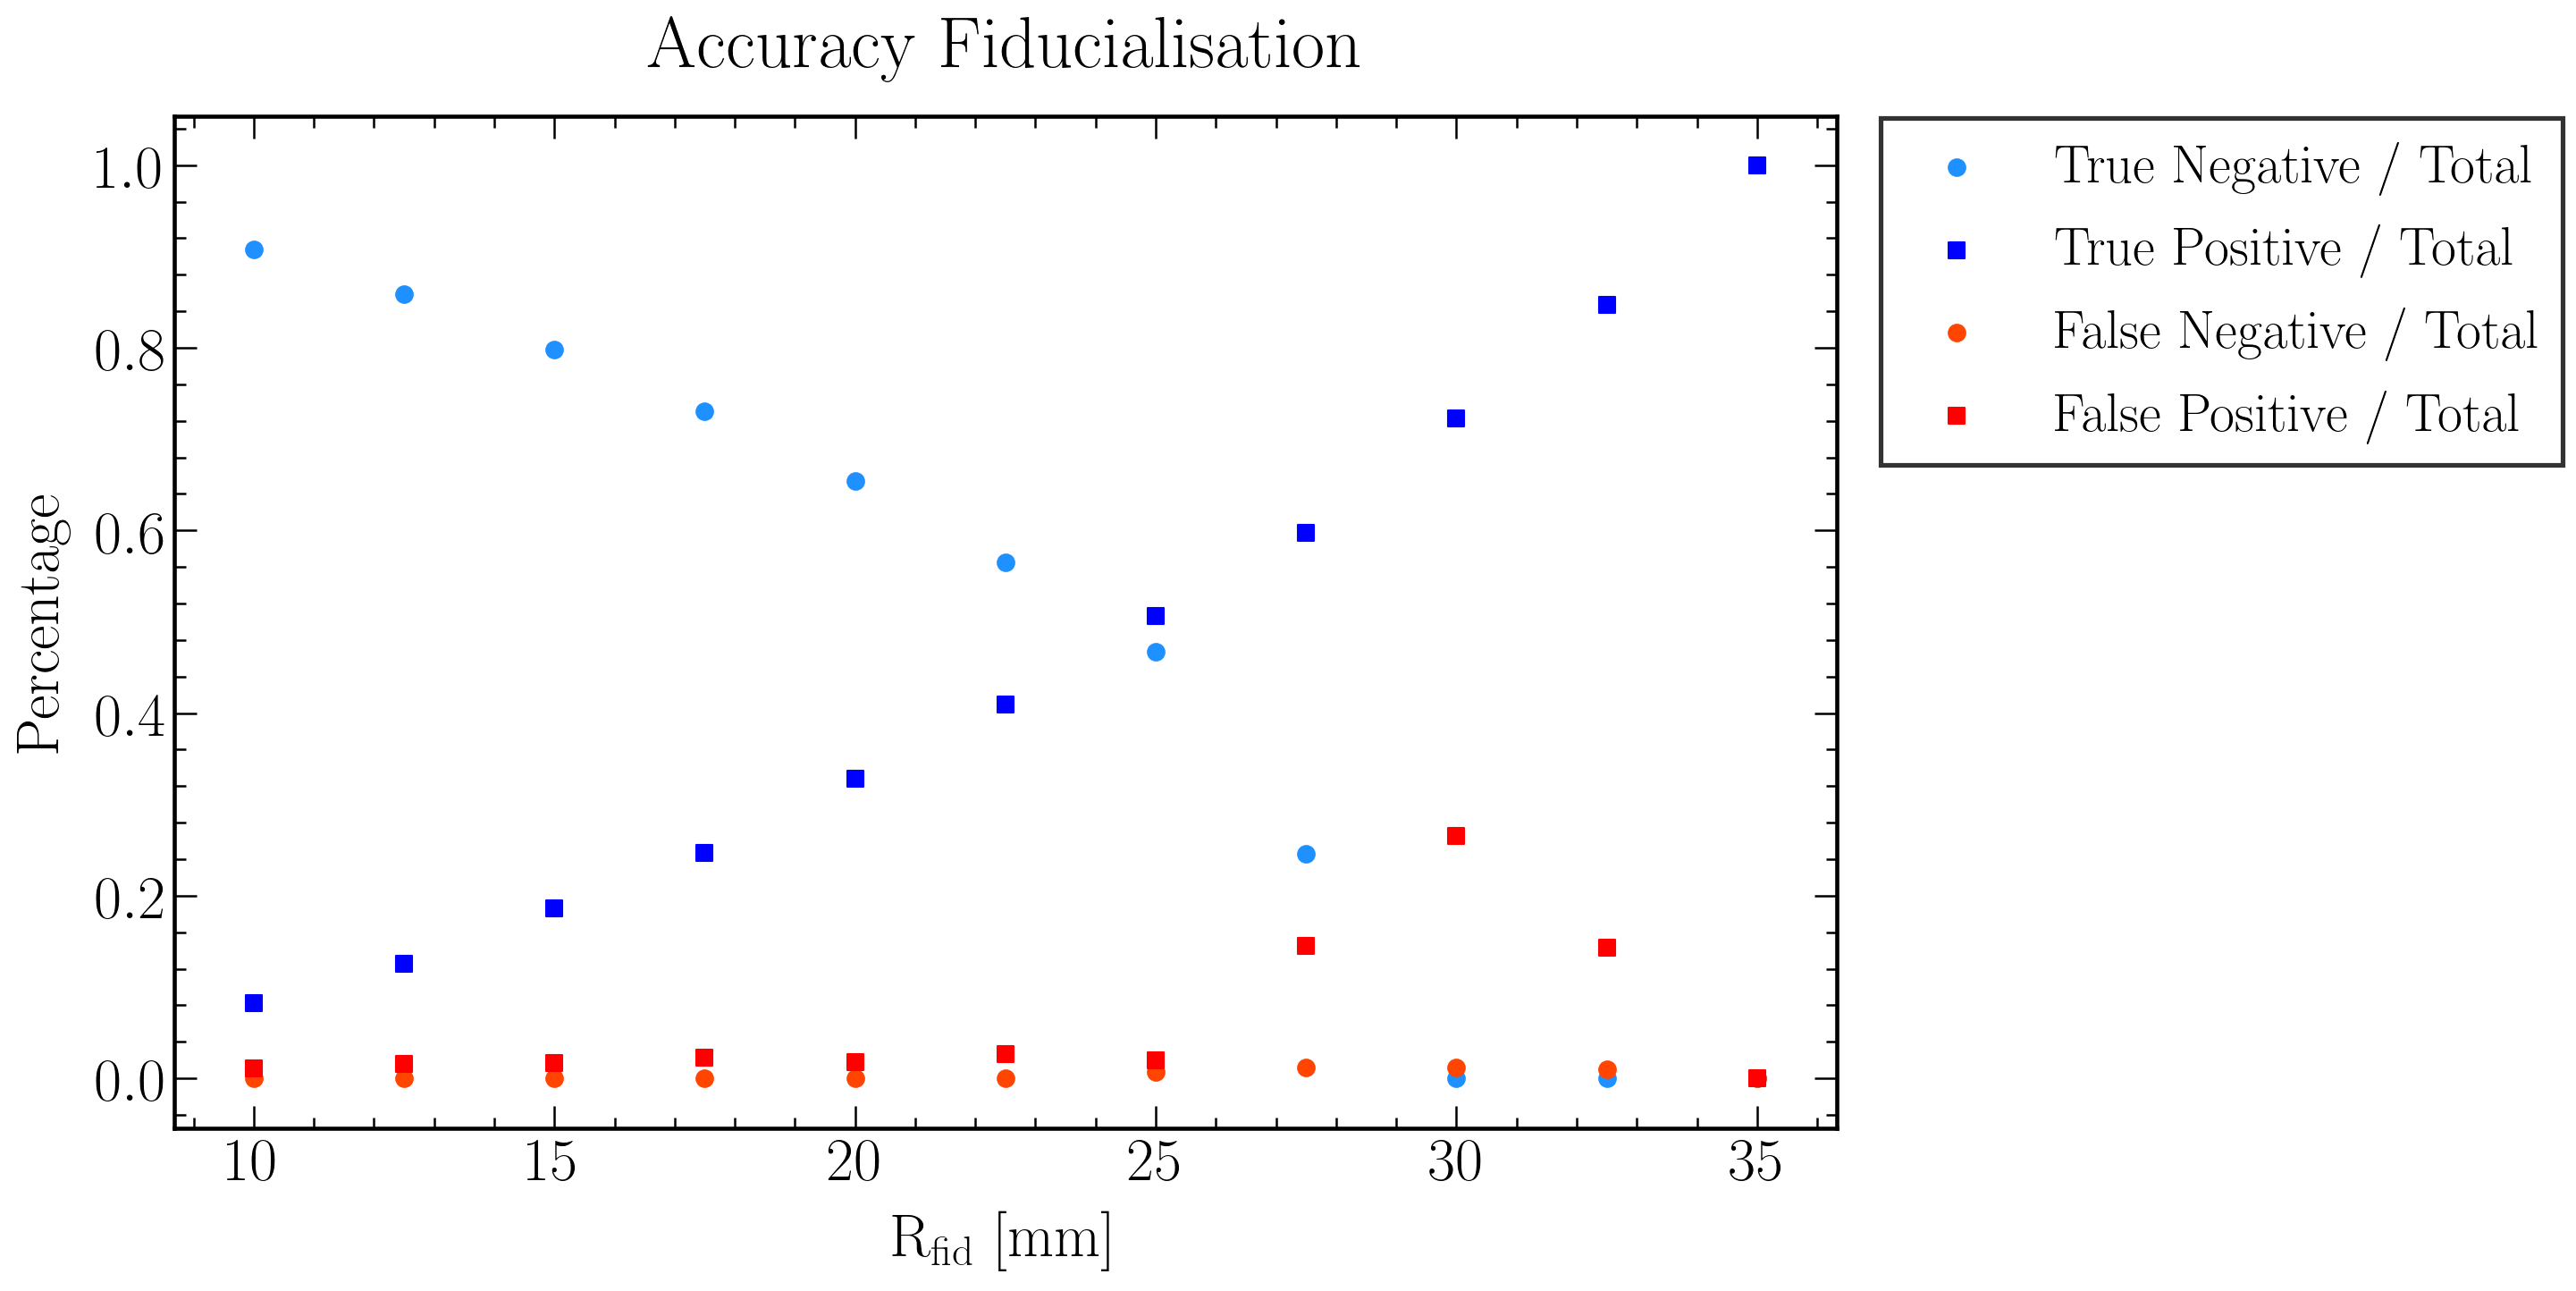 Accuracy Fiducialisation
True Negative / Total
True Positive / Total
False Negative / Total
False Positive / Total
Percentage
1.0
0.8
0.6
0.4
0.2
0.0
10 15 20 25 30 35
R_fid [mm]